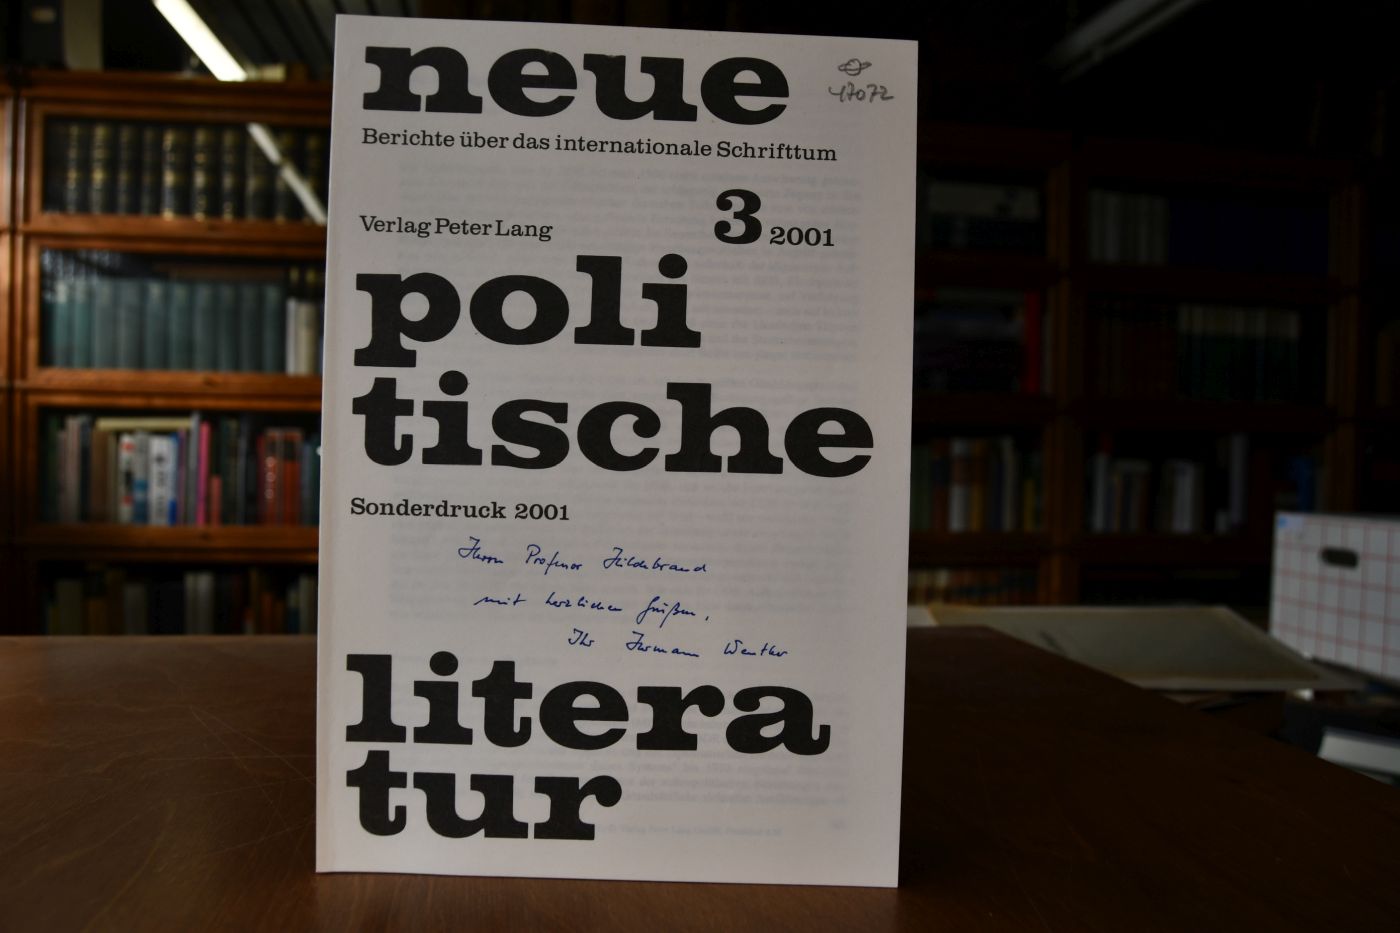 neue
47072
Berichte über das internationale Schrifttum
3 2001
Verlag Peter Lang
poli
tische
Sonderdruck 2001
Herrn Professor Hildebrand
mit herzlichen Grüßen,
Ihr Hermann Wentker
litera
tur